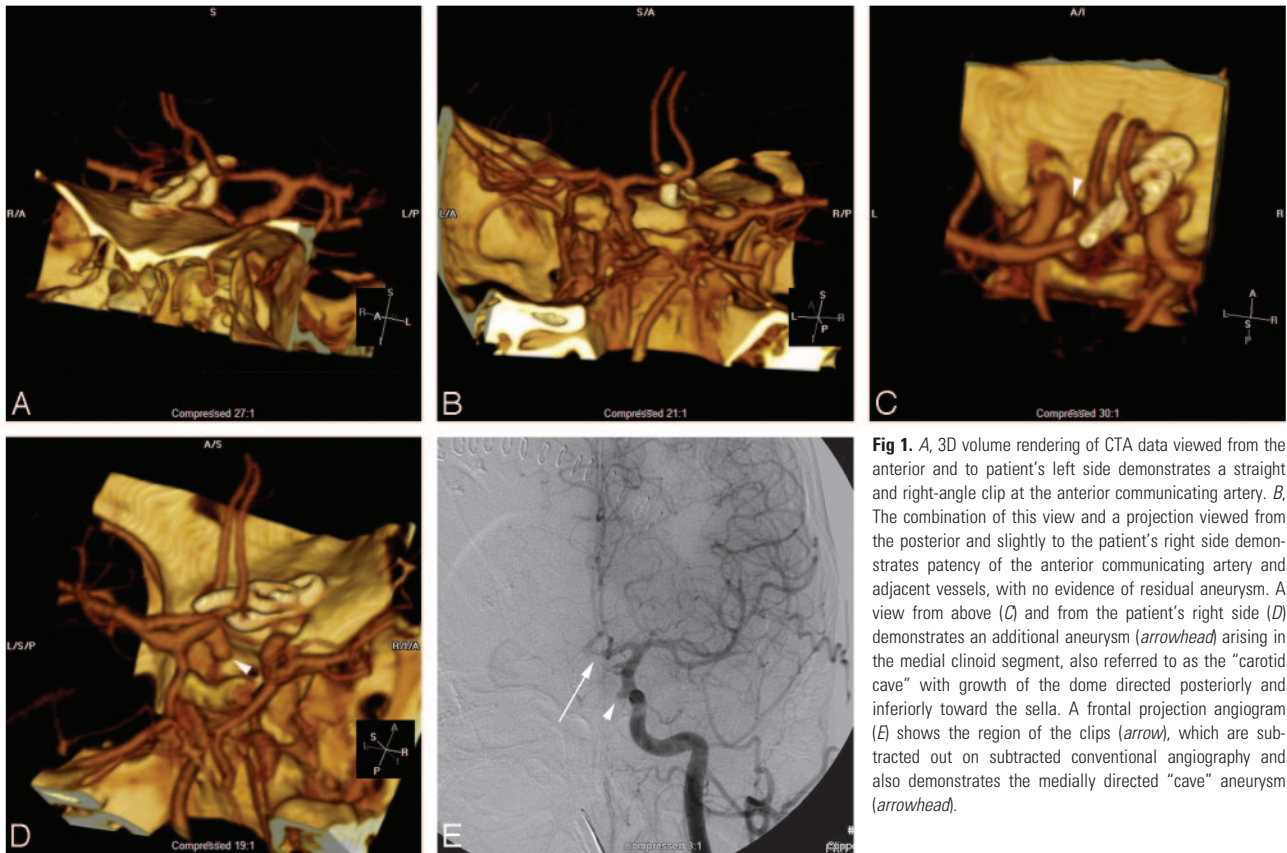 S
R/A
L/P
S
R
A
L
I
A
Compressed 27:1
S/A
L/A
R/P
S
A
L
R
P
I
B
Compressed 21:1
A/I
L
R
A
L
R
S
P
C
Compressed 30:1
A/S
L/S/P
R/I/A
A
S
L
R
P
I
D
Compressed 19:1
E
Compressed 3:1
#
Fig 1. A, 3D volume rendering of CTA data viewed from the
anterior and to patient's left side demonstrates a straight
and right-angle clip at the anterior communicating artery. B,
The combination of this view and a projection viewed from
the posterior and slightly to the patient's right side demon-
strates patency of the anterior communicating artery and
adjacent vessels, with no evidence of residual aneurysm. A
view from above (C) and from the patient's right side (D)
demonstrates an additional aneurysm (arrowhead) arising in
the medial clinoid segment, also referred to as the “carotid
cave” with growth of the dome directed posteriorly and
inferiorly toward the sella. A frontal projection angiogram
(E) shows the region of the clips (arrow), which are sub-
tracted out on subtracted conventional angiography and
also demonstrates the medially directed “cave” aneurysm
(arrowhead).